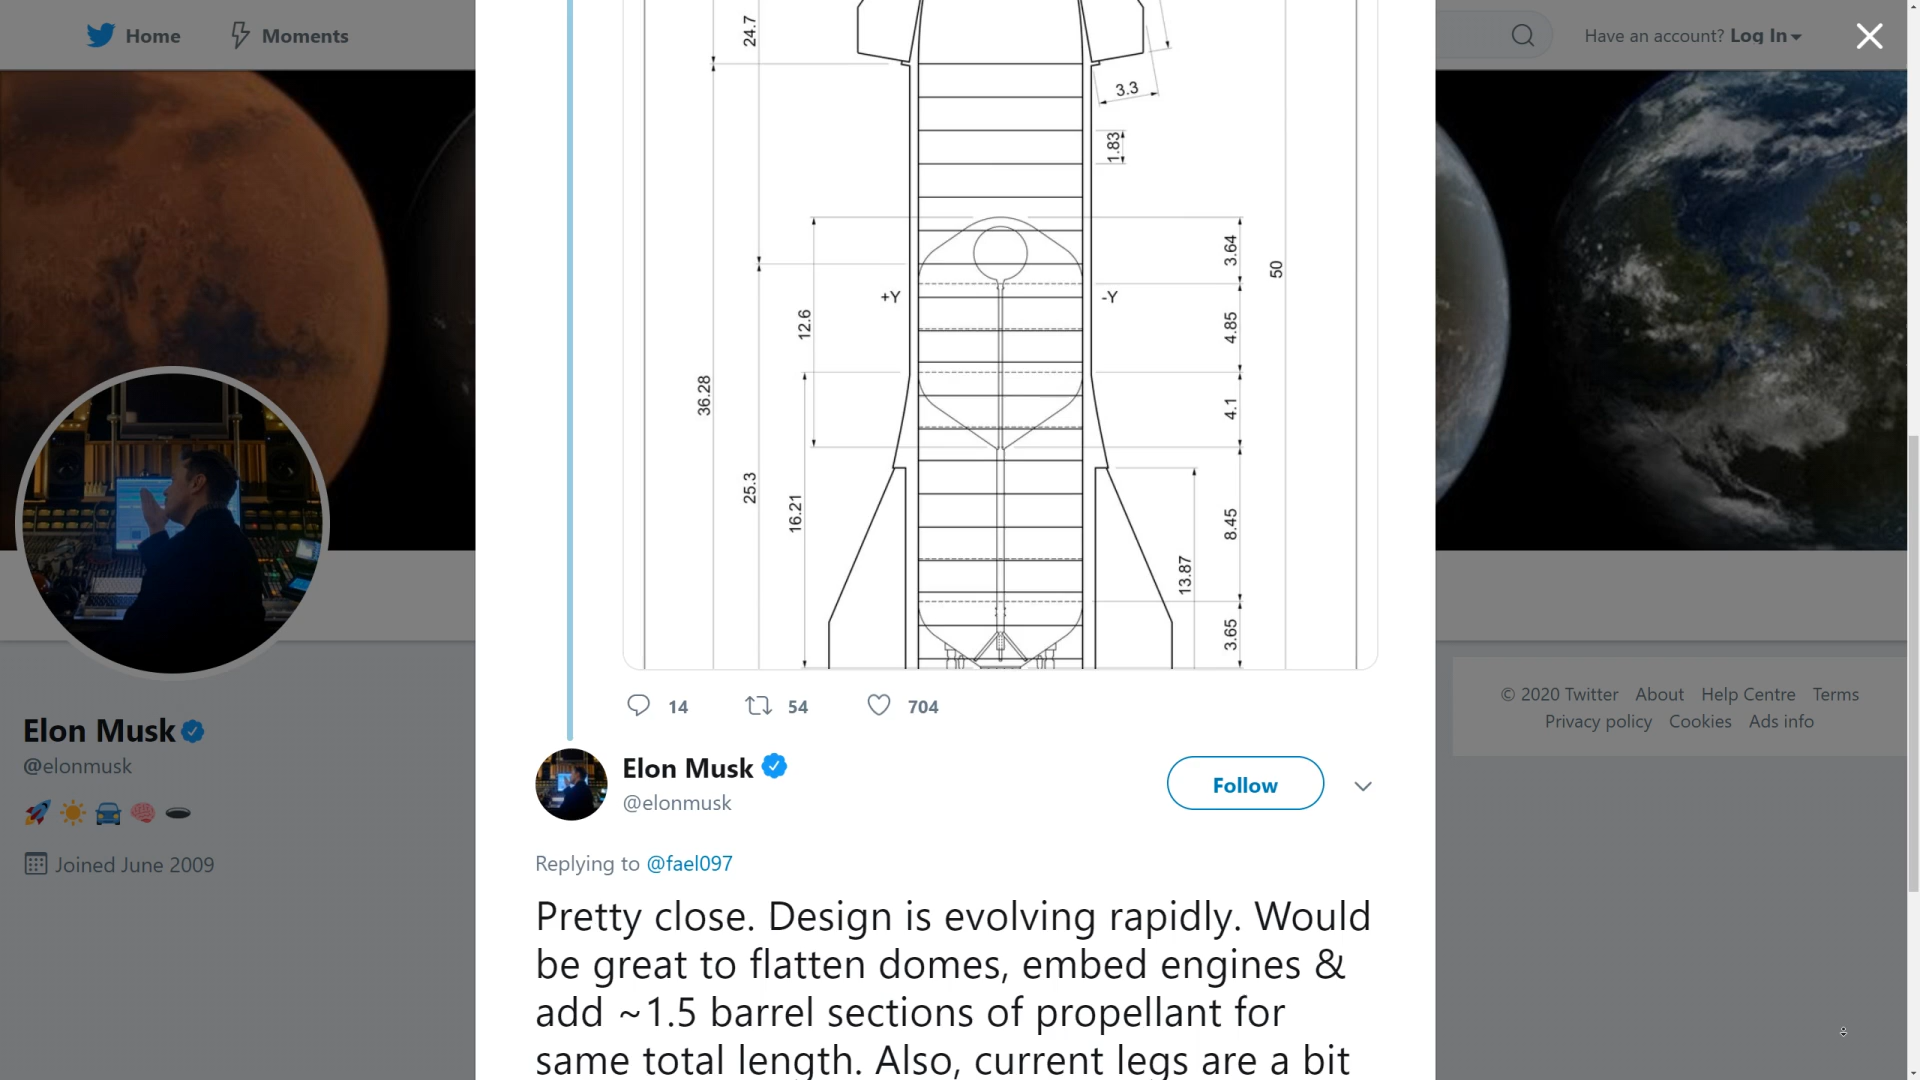 Home
Moments
Have an account? Log In
24.7
3.3
1.83
3.64
50
+Y
-Y
12.6
4.85
36.28
4.1
25.3
16.21
8.45
13.87
3.65
14
54
704
Elon Musk
@elonmusk
Joined June 2009
Elon Musk
@elonmusk
Follow
Replying to @fael097
Pretty close. Design is evolving rapidly. Would
be great to flatten domes, embed engines &
add ~1.5 barrel sections of propellant for
same total length. Also, current legs are a bit
© 2020 Twitter About Help Centre Terms
Privacy policy Cookies Ads info